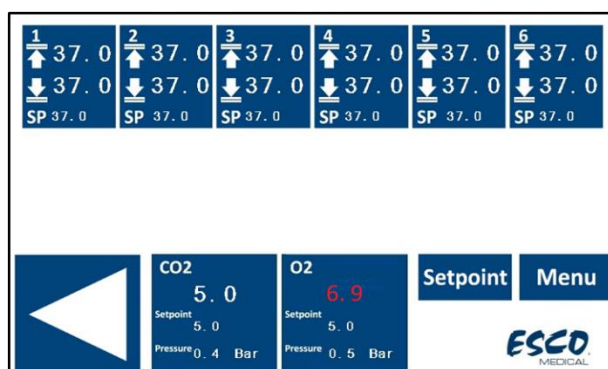 1 2 3 4 5 6
37.0 37.0 37.0 37.0 37.0 37.0
37.0 37.0 37.0 37.0 37.0 37.0
SP 37.0 SP 37.0 SP 37.0 SP 37.0 SP 37.0 SP 37.0
CO2
5.0
Setpoint
5.0
Pressure 0.4 Bar
O2
6.9
Setpoint
5.0
Pressure 0.5 Bar
Setpoint
Menu
ESCO
MEDICAL